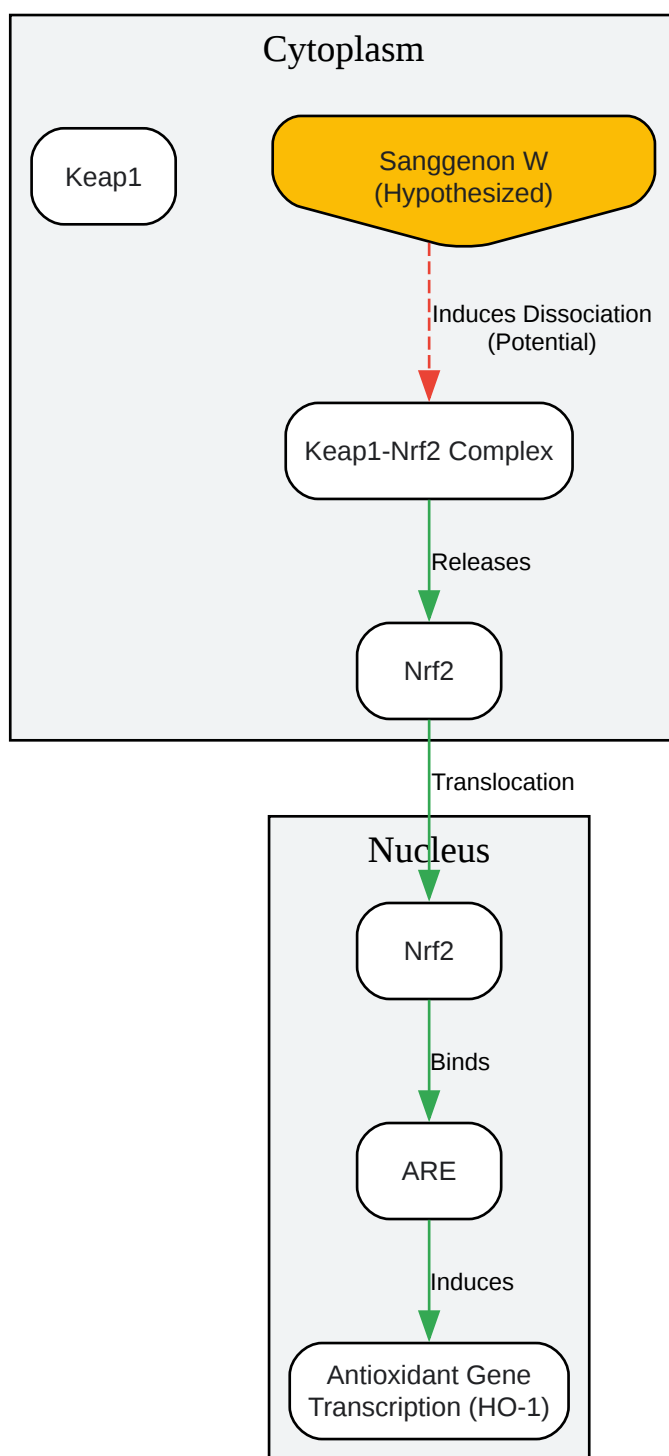 Cytoplasm
Keap1
Sanggenon W
(Hypothesized)
Induces Dissociation
(Potential)
Keap1-Nrf2 Complex
Releases
Nrf2
Translocation
Nucleus
Nrf2
Binds
ARE
Induces
Antioxidant Gene
Transcription (HO-1)